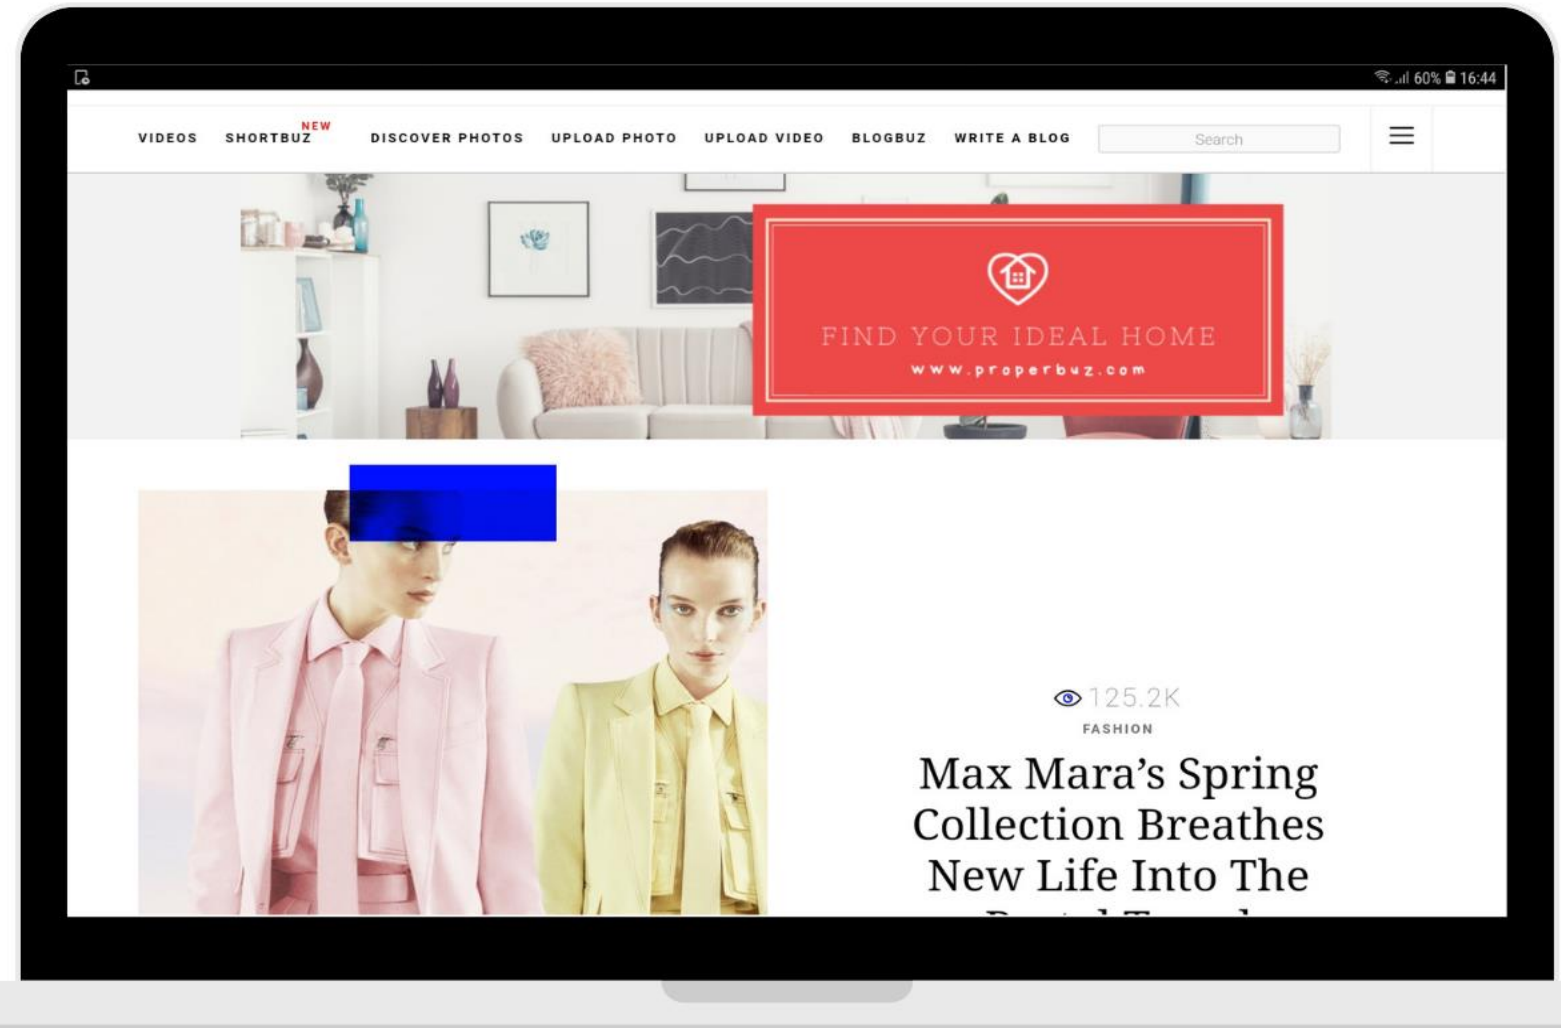 60% 16:44
NEW
VIDEOS SHORTBUZ DISCOVER PHOTOS UPLOAD PHOTO UPLOAD VIDEO BLOGBUZ WRITE A BLOG Search
FIND YOUR IDEAL HOME
www.properbuz.com
125.2K
FASHION
Max Mara’s Spring
Collection Breathes
New Life Into The